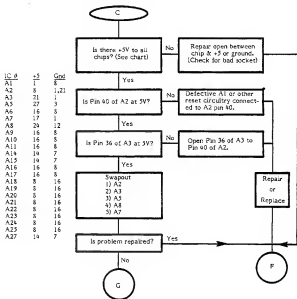 C
Is there +5V to all
chips? (See chart)
No
Repair open between
chip & +5 or ground.
(Check for bad socket)
Yes
Is Pin 40 of A2 at 5V?
No
Defective A1 or other
reset circuitry connect-
ed to A2 pin 40.
Yes
Is Pin 36 of A3 at 5V?
No
Open Pin 36 of A3 to
Pin 40 of A2.
Yes
Swapout
1) A2
2) A3
3) A5
4) A8
5) A7
Repair
or
Replace
Is problem repaired?
Yes
No
F
G
IC # +5 Gnd
A1 1 8
A2 8 1,21
A3 21 1
A5 27 3
A6 16 8
A7 17 1
A8 24 12
A9 16 8
A10 16 8
A11 16 8
A14 14 7
A15 14 7
A16 16 8
A17 16 8
A18 8 16
A19 8 16
A20 8 16
A21 8 16
A22 8 16
A23 8 16
A24 8 16
A25 8 16
A27 14 7